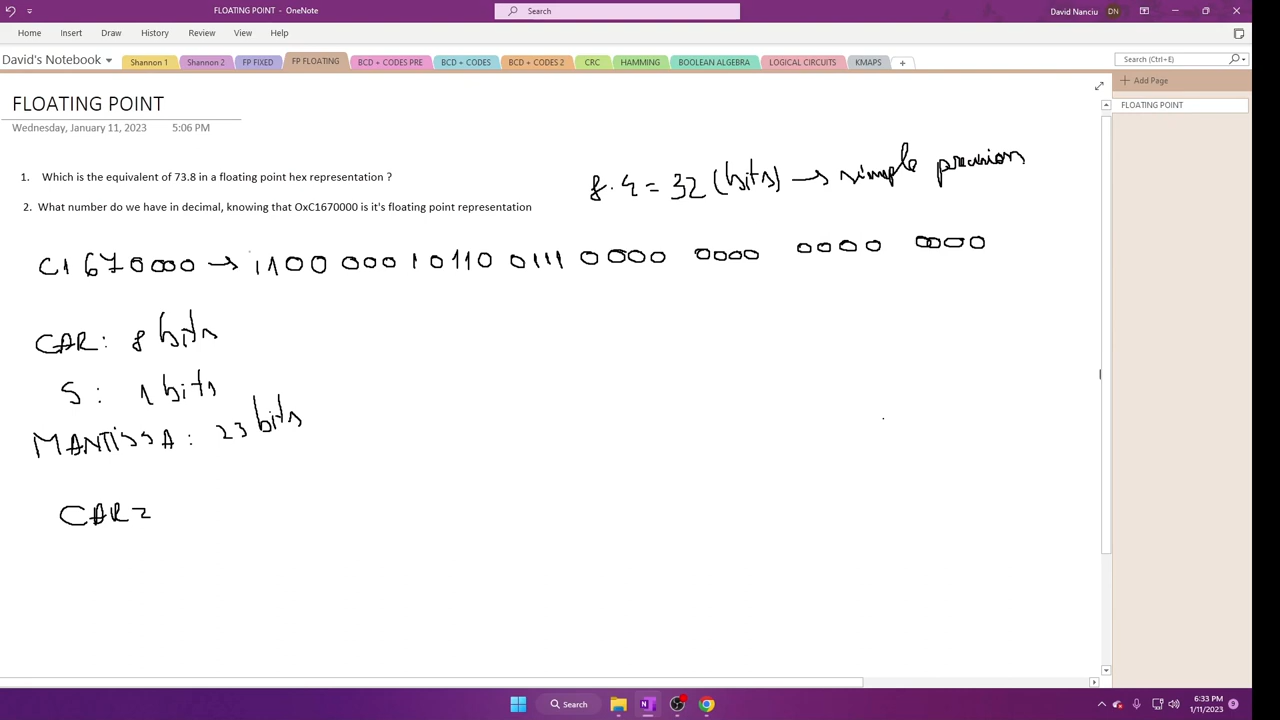 FLOATING POINT - OneNote
Search
David Nanciu DN
Home Insert Draw History Review View Help
David's Notebook
Shannon 1 Shannon 2 FP FIXED FP FLOATING BCD + CODES PRE BCD + CODES BCD + CODES 2 CRC HAMMING BOOLEAN ALGEBRA LOGICAL CIRCUITS KMAPS
Search (Ctrl+E)
Add Page
FLOATING POINT
FLOATING POINT
Wednesday, January 11, 2023 5:06 PM
1. Which is the equivalent of 73.8 in a floating point hex representation ?
8·4 = 32 (bits) → simple precision
2. What number do we have in decimal, knowing that OxC1670000 is it's floating point representation
C1670000 → 1100 0001 0110 0111 0000 0000 0000 0000
CAR: 8 bits
S: 1 bits
MANTISSA: 23 bits
CAR=
Search
6:33 PM
1/11/2023